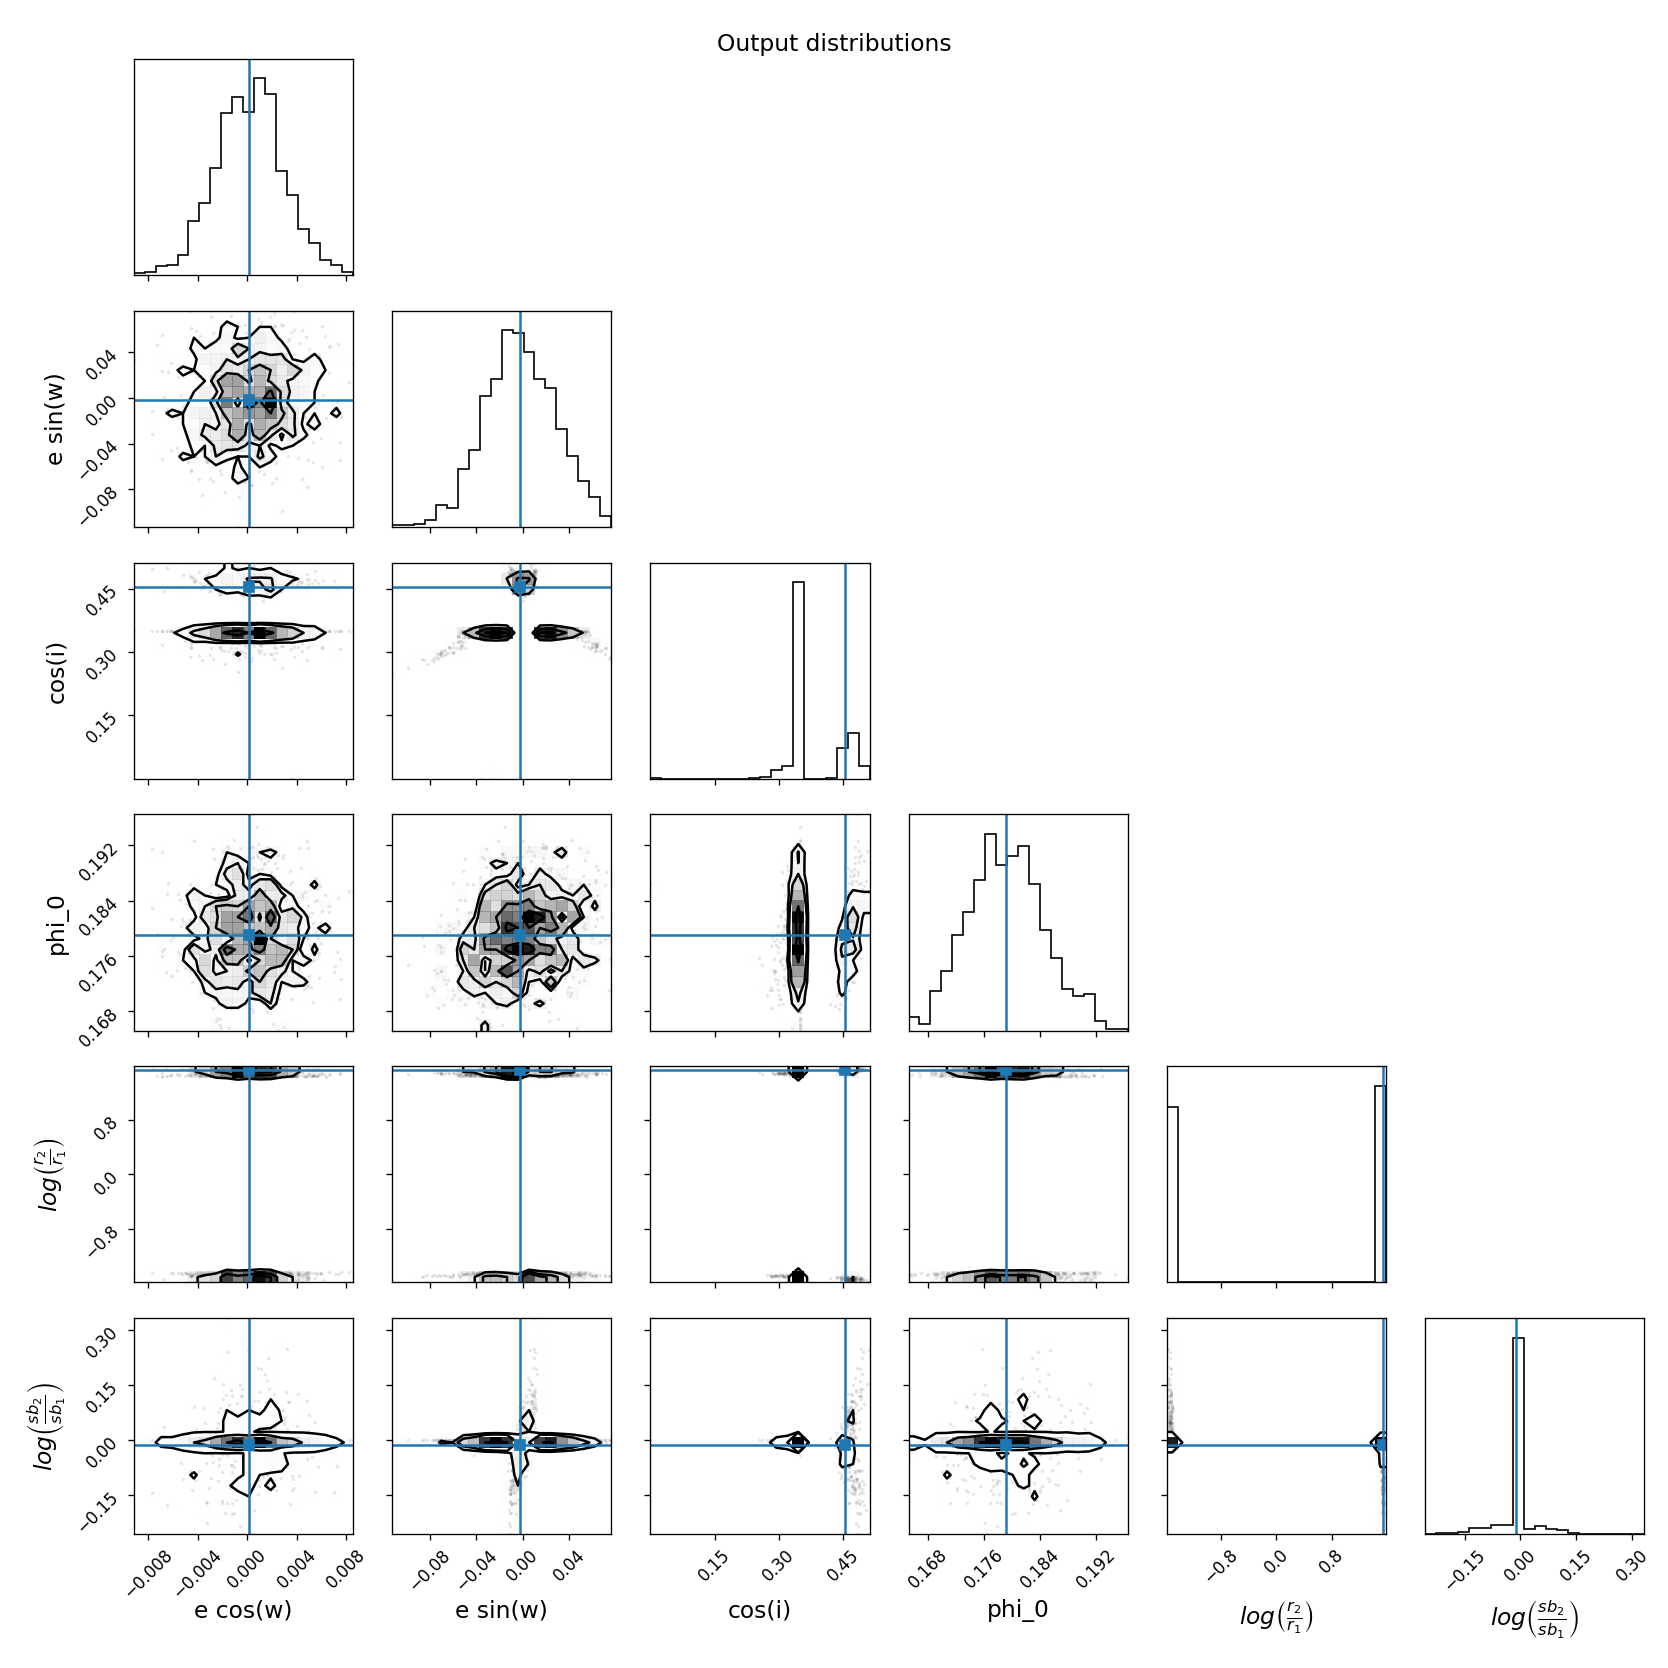 Output distributions
e sin(w)
0.04
0.00
−0.04
−0.08
cos(i)
0.45
0.30
0.15
phi_0
0.192
0.184
0.176
0.168
log(r₂/r₁)
0.8
0.0
−0.8
log(sb₂/sb₁)
0.30
0.15
0.00
−0.15
−0.008 −0.004 0.000 0.004 0.008 −0.08 −0.04 0.00 0.04 0.15 0.30 0.45 0.168 0.176 0.184 0.192 −0.8 0.0 0.8 −0.15 0.00 0.15 0.30
e cos(w) e sin(w) cos(i) phi_0 log(r₂/r₁) log(sb₂/sb₁)